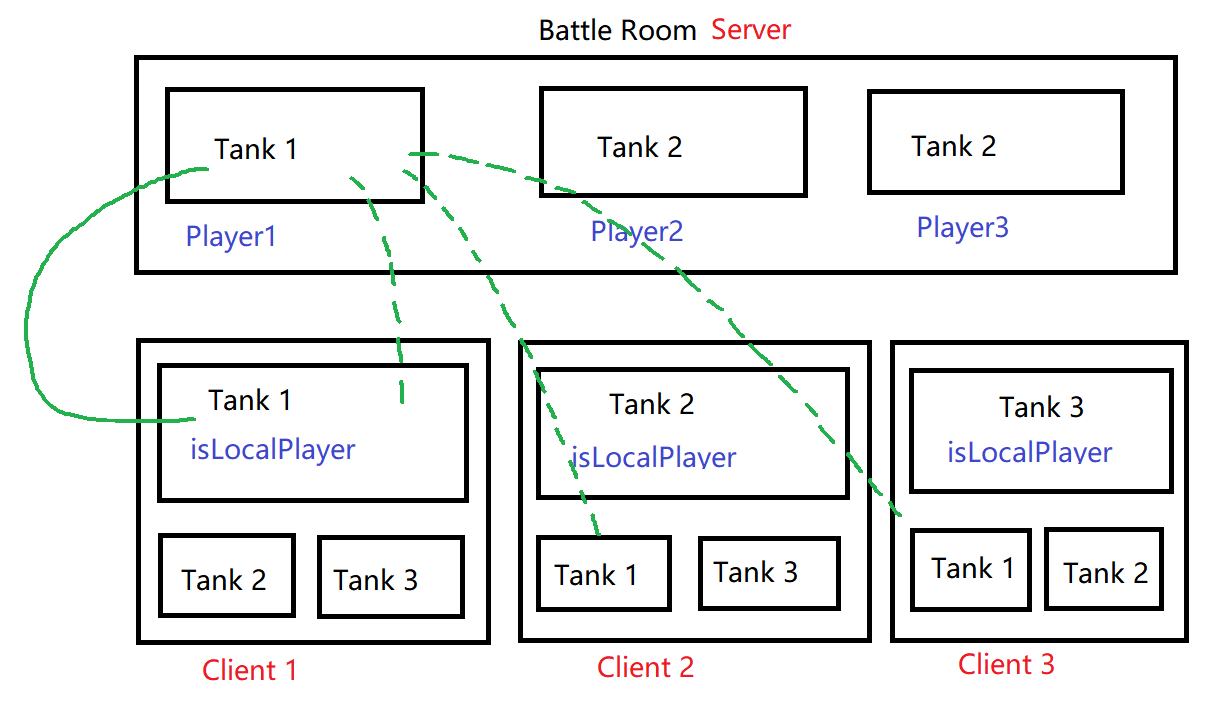 Battle Room Server
Tank 1
Tank 2
Tank 2
Player1
Player2
Player3
Tank 1
isLocalPlayer
Tank 2
isLocalPlayer
Tank 3
isLocalPlayer
Tank 2
Tank 3
Tank 1
Tank 3
Tank 1
Tank 2
Client 1
Client 2
Client 3